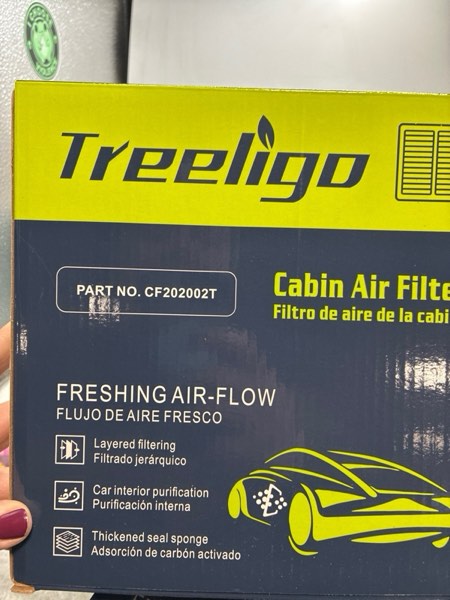 Treeligo
PART NO. CF202002T
Cabin Air Filte
Filtro de aire de la cabi
FRESHING AIR-FLOW
FLUJO DE AIRE FRESCO
Layered filtering
Filtrado jerárquico
Car interior purification
Purificación interna
Thickened seal sponge
Adsorción de carbón activado